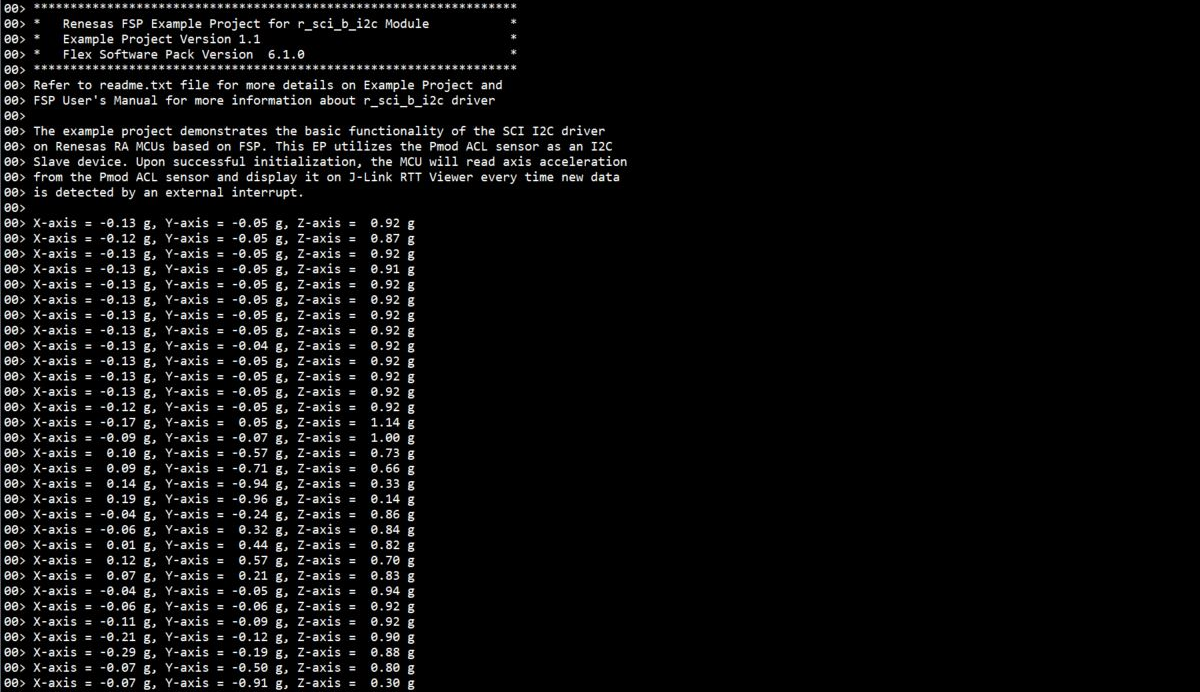 00> ******************************************************************
00> *   Renesas FSP Example Project for r_sci_b_i2c Module           *
00> *   Example Project Version 1.1                                  *
00> *   Flex Software Pack Version  6.1.0                            *
00> ******************************************************************
00> Refer to readme.txt file for more details on Example Project and
00> FSP User's Manual for more information about r_sci_b_i2c driver
00>
00> The example project demonstrates the basic functionality of the SCI I2C driver
00> on Renesas RA MCUs based on FSP. This EP utilizes the Pmod ACL sensor as an I2C
00> Slave device. Upon successful initialization, the MCU will read axis acceleration
00> from the Pmod ACL sensor and display it on J-Link RTT Viewer every time new data
00> is detected by an external interrupt.
00>
00> X-axis = -0.13 g, Y-axis = -0.05 g, Z-axis =  0.92 g
00> X-axis = -0.12 g, Y-axis = -0.05 g, Z-axis =  0.87 g
00> X-axis = -0.13 g, Y-axis = -0.05 g, Z-axis =  0.92 g
00> X-axis = -0.13 g, Y-axis = -0.05 g, Z-axis =  0.91 g
00> X-axis = -0.13 g, Y-axis = -0.05 g, Z-axis =  0.92 g
00> X-axis = -0.13 g, Y-axis = -0.05 g, Z-axis =  0.92 g
00> X-axis = -0.13 g, Y-axis = -0.05 g, Z-axis =  0.92 g
00> X-axis = -0.13 g, Y-axis = -0.05 g, Z-axis =  0.92 g
00> X-axis = -0.13 g, Y-axis = -0.04 g, Z-axis =  0.92 g
00> X-axis = -0.13 g, Y-axis = -0.05 g, Z-axis =  0.92 g
00> X-axis = -0.13 g, Y-axis = -0.05 g, Z-axis =  0.92 g
00> X-axis = -0.13 g, Y-axis = -0.05 g, Z-axis =  0.92 g
00> X-axis = -0.12 g, Y-axis = -0.05 g, Z-axis =  0.92 g
00> X-axis = -0.17 g, Y-axis =  0.05 g, Z-axis =  1.14 g
00> X-axis = -0.09 g, Y-axis = -0.07 g, Z-axis =  1.00 g
00> X-axis =  0.10 g, Y-axis = -0.57 g, Z-axis =  0.73 g
00> X-axis =  0.09 g, Y-axis = -0.71 g, Z-axis =  0.66 g
00> X-axis =  0.14 g, Y-axis = -0.94 g, Z-axis =  0.33 g
00> X-axis =  0.19 g, Y-axis = -0.96 g, Z-axis =  0.14 g
00> X-axis = -0.04 g, Y-axis = -0.24 g, Z-axis =  0.86 g
00> X-axis = -0.06 g, Y-axis =  0.32 g, Z-axis =  0.84 g
00> X-axis =  0.01 g, Y-axis =  0.44 g, Z-axis =  0.82 g
00> X-axis =  0.12 g, Y-axis =  0.57 g, Z-axis =  0.70 g
00> X-axis =  0.07 g, Y-axis =  0.21 g, Z-axis =  0.83 g
00> X-axis = -0.04 g, Y-axis = -0.05 g, Z-axis =  0.94 g
00> X-axis = -0.06 g, Y-axis = -0.06 g, Z-axis =  0.92 g
00> X-axis = -0.11 g, Y-axis = -0.09 g, Z-axis =  0.92 g
00> X-axis = -0.21 g, Y-axis = -0.12 g, Z-axis =  0.90 g
00> X-axis = -0.29 g, Y-axis = -0.19 g, Z-axis =  0.88 g
00> X-axis = -0.07 g, Y-axis = -0.50 g, Z-axis =  0.80 g
00> X-axis = -0.07 g, Y-axis = -0.91 g, Z-axis =  0.30 g